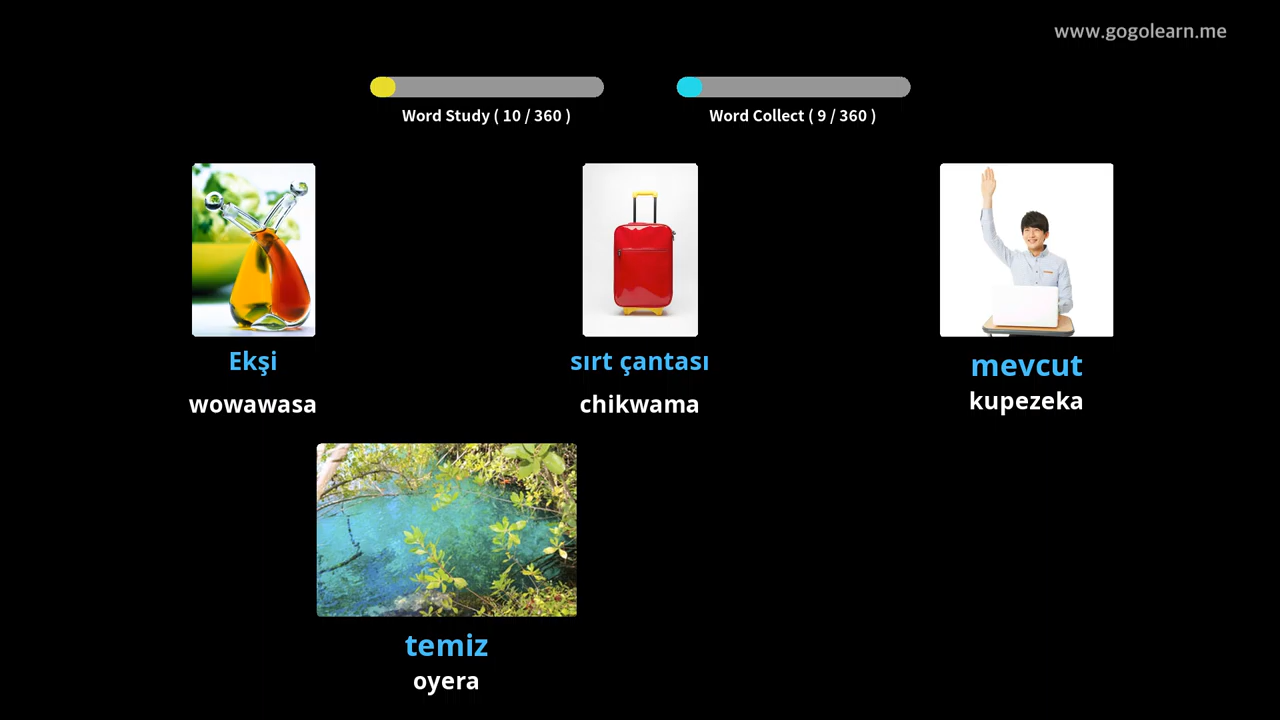 www.gogolearn.me
Word Study ( 10 / 360 )
Word Collect ( 9 / 360 )
Ekşi
sırt çantası
mevcut
wowawasa
chikwama
kupezeka
temiz
oyera